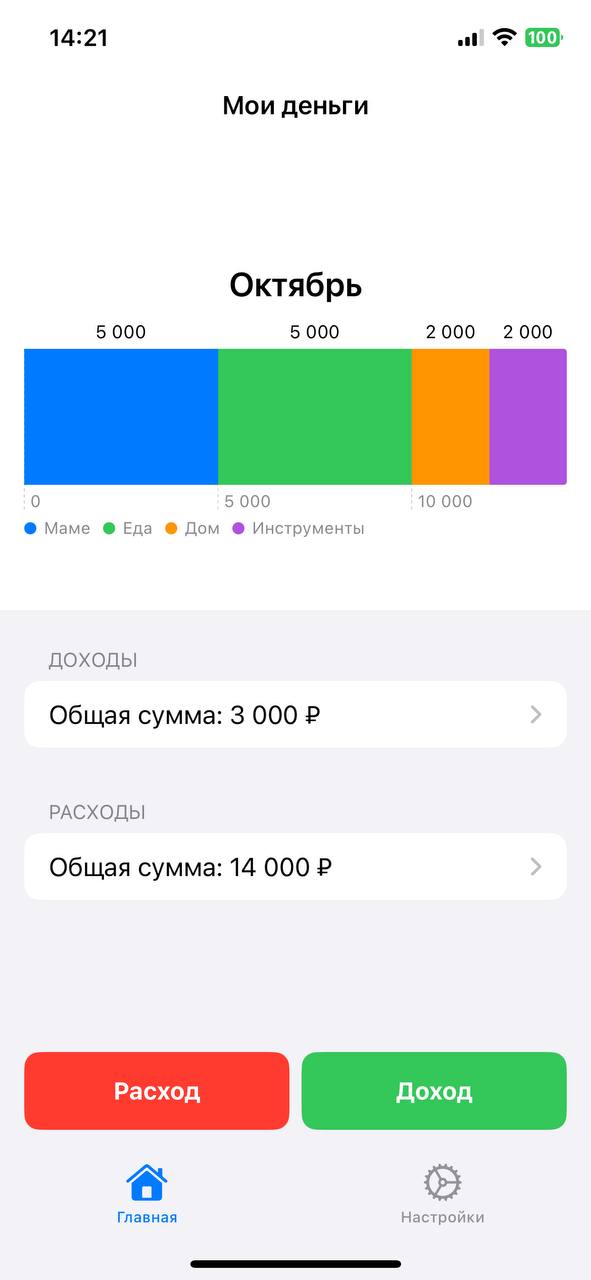 14:21
100
Мои деньги
Октябрь
5 000 5 000 2 000 2 000
0 5 000 10 000
Маме Еда Дом Инструменты
ДОХОДЫ
Общая сумма: 3 000 ₽
РАСХОДЫ
Общая сумма: 14 000 ₽
Расход Доход
Главная Настройки